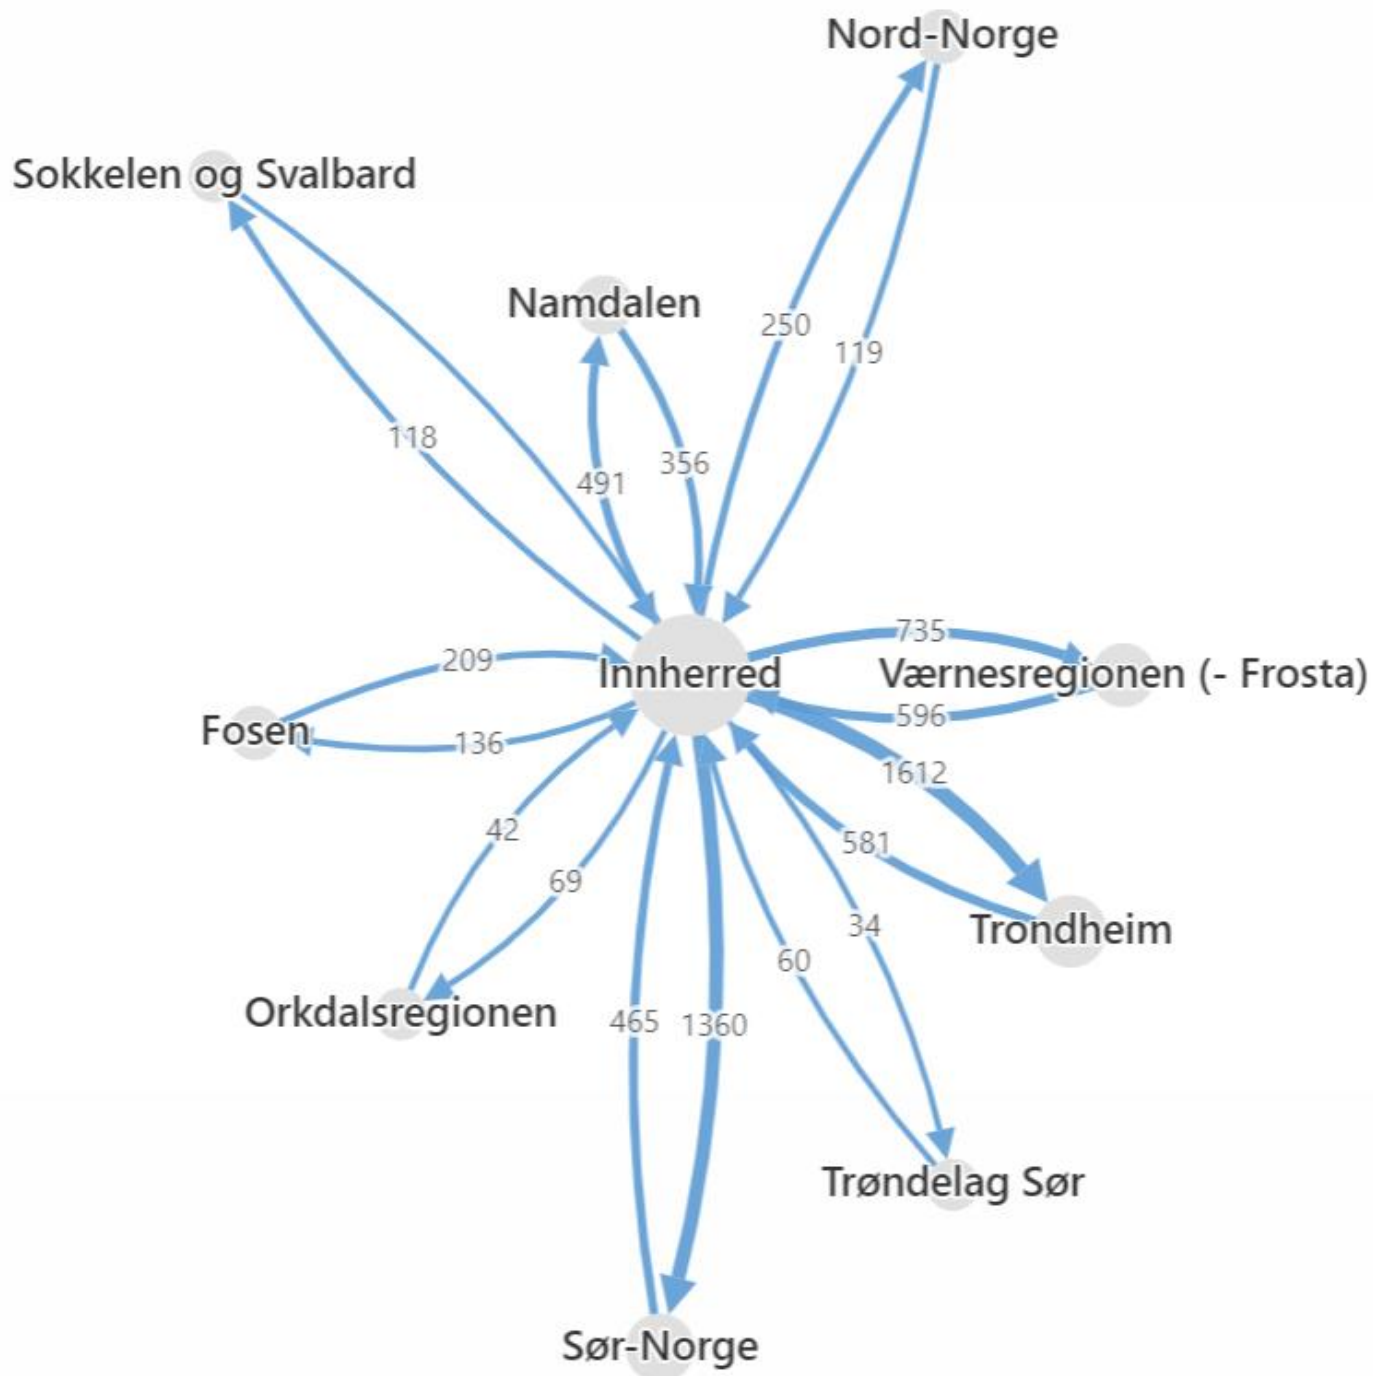 Nord-Norge
Sokkelen og Svalbard
Namdalen
250
119
118
356
491
735
209
Innherred
Værnesregionen (- Frosta)
596
Fosen
136
1612
42
581
69
34
Trondheim
60
Orkdalsregionen
465
1360
Trøndelag Sør
Sør-Norge